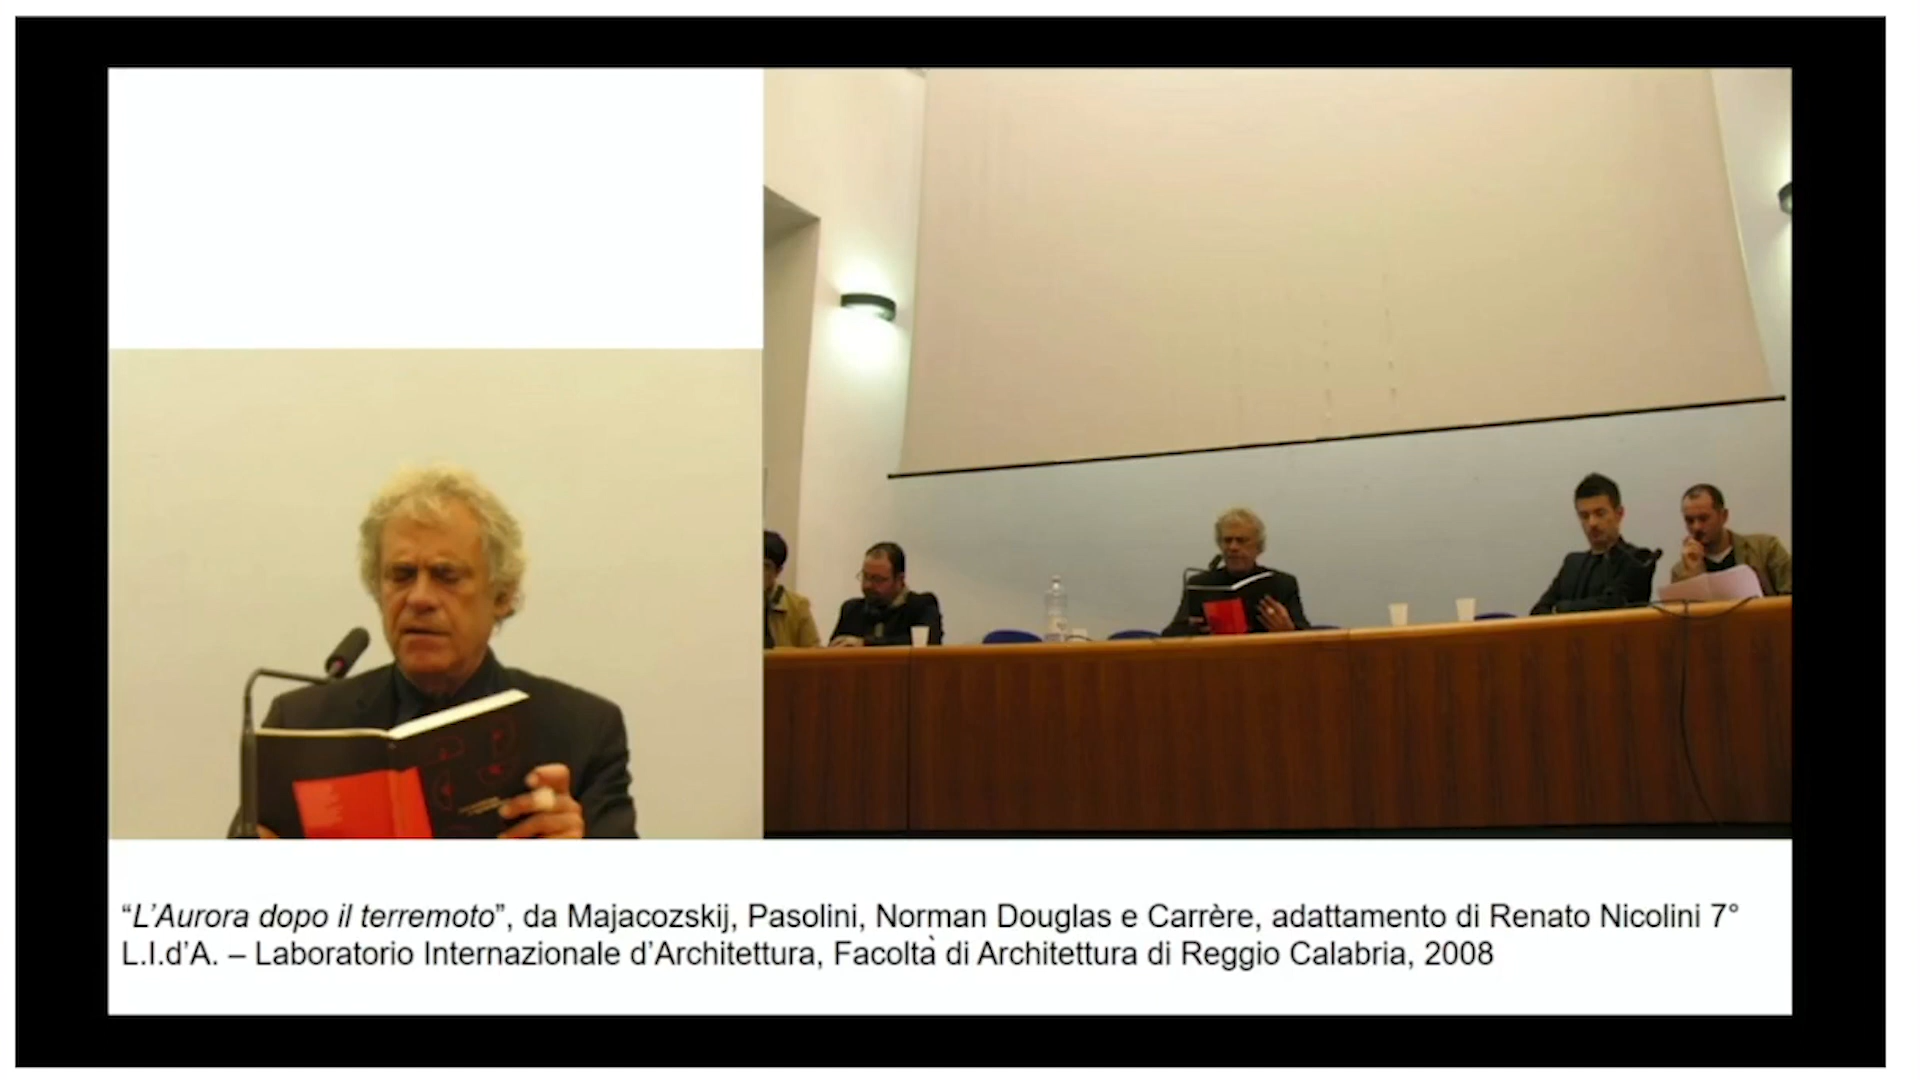 “L’Aurora dopo il terremoto”, da Majacozskij, Pasolini, Norman Douglas e Carrère, adattamento di Renato Nicolini 7°
L.I.d’A. – Laboratorio Internazionale d’Architettura, Facoltà di Architettura di Reggio Calabria, 2008